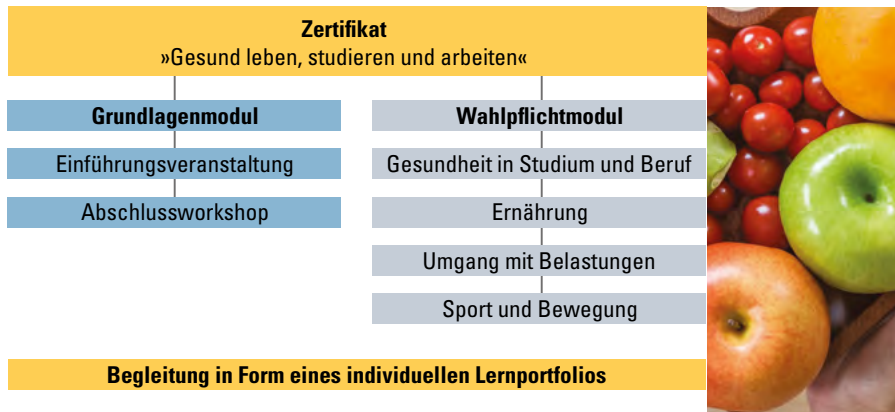 Zertifikat
»Gesund leben, studieren und arbeiten«
Grundlagenmodul
Einführungsveranstaltung
Abschlussworkshop
Wahlpflichtmodul
Gesundheit in Studium und Beruf
Ernährung
Umgang mit Belastungen
Sport und Bewegung
Begleitung in Form eines individuellen Lernportfolios